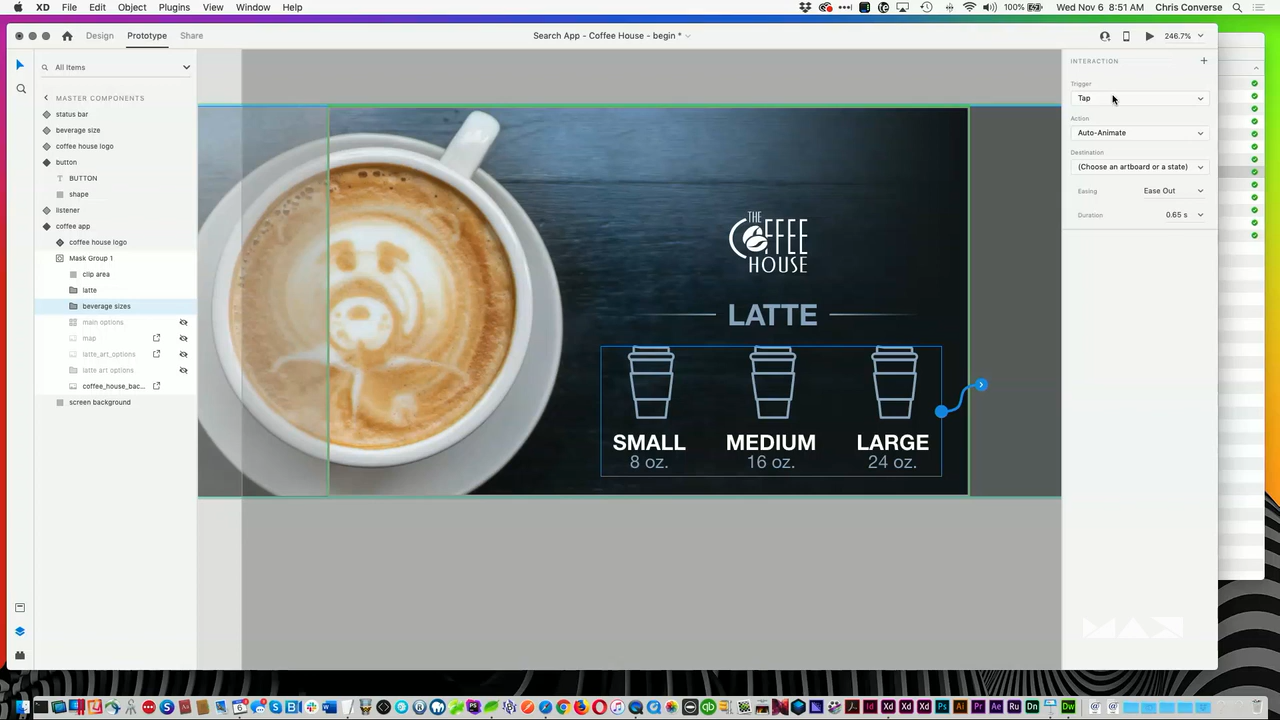 XD File Edit Object Plugins View Window Help
100%
Wed Nov 6 8:51 AM Chris Converse
Design Prototype Share
Search App - Coffee House - begin *
246.7%
All Items
MASTER COMPONENTS
status bar
beverage size
coffee house logo
button
T BUTTON
shape
listener
coffee app
coffee house logo
Mask Group 1
clip area
latte
beverage sizes
main options
map
latte_art_options
latte art options
coffee_house_bac...
screen background
THE
COFFEE
HOUSE
LATTE
SMALL MEDIUM LARGE
8 oz. 16 oz. 24 oz.
INTERACTION
Trigger
Tap
Action
Auto-Animate
Destination
(Choose an artboard or a state)
Easing Ease Out
Duration 0.65 s
MAX